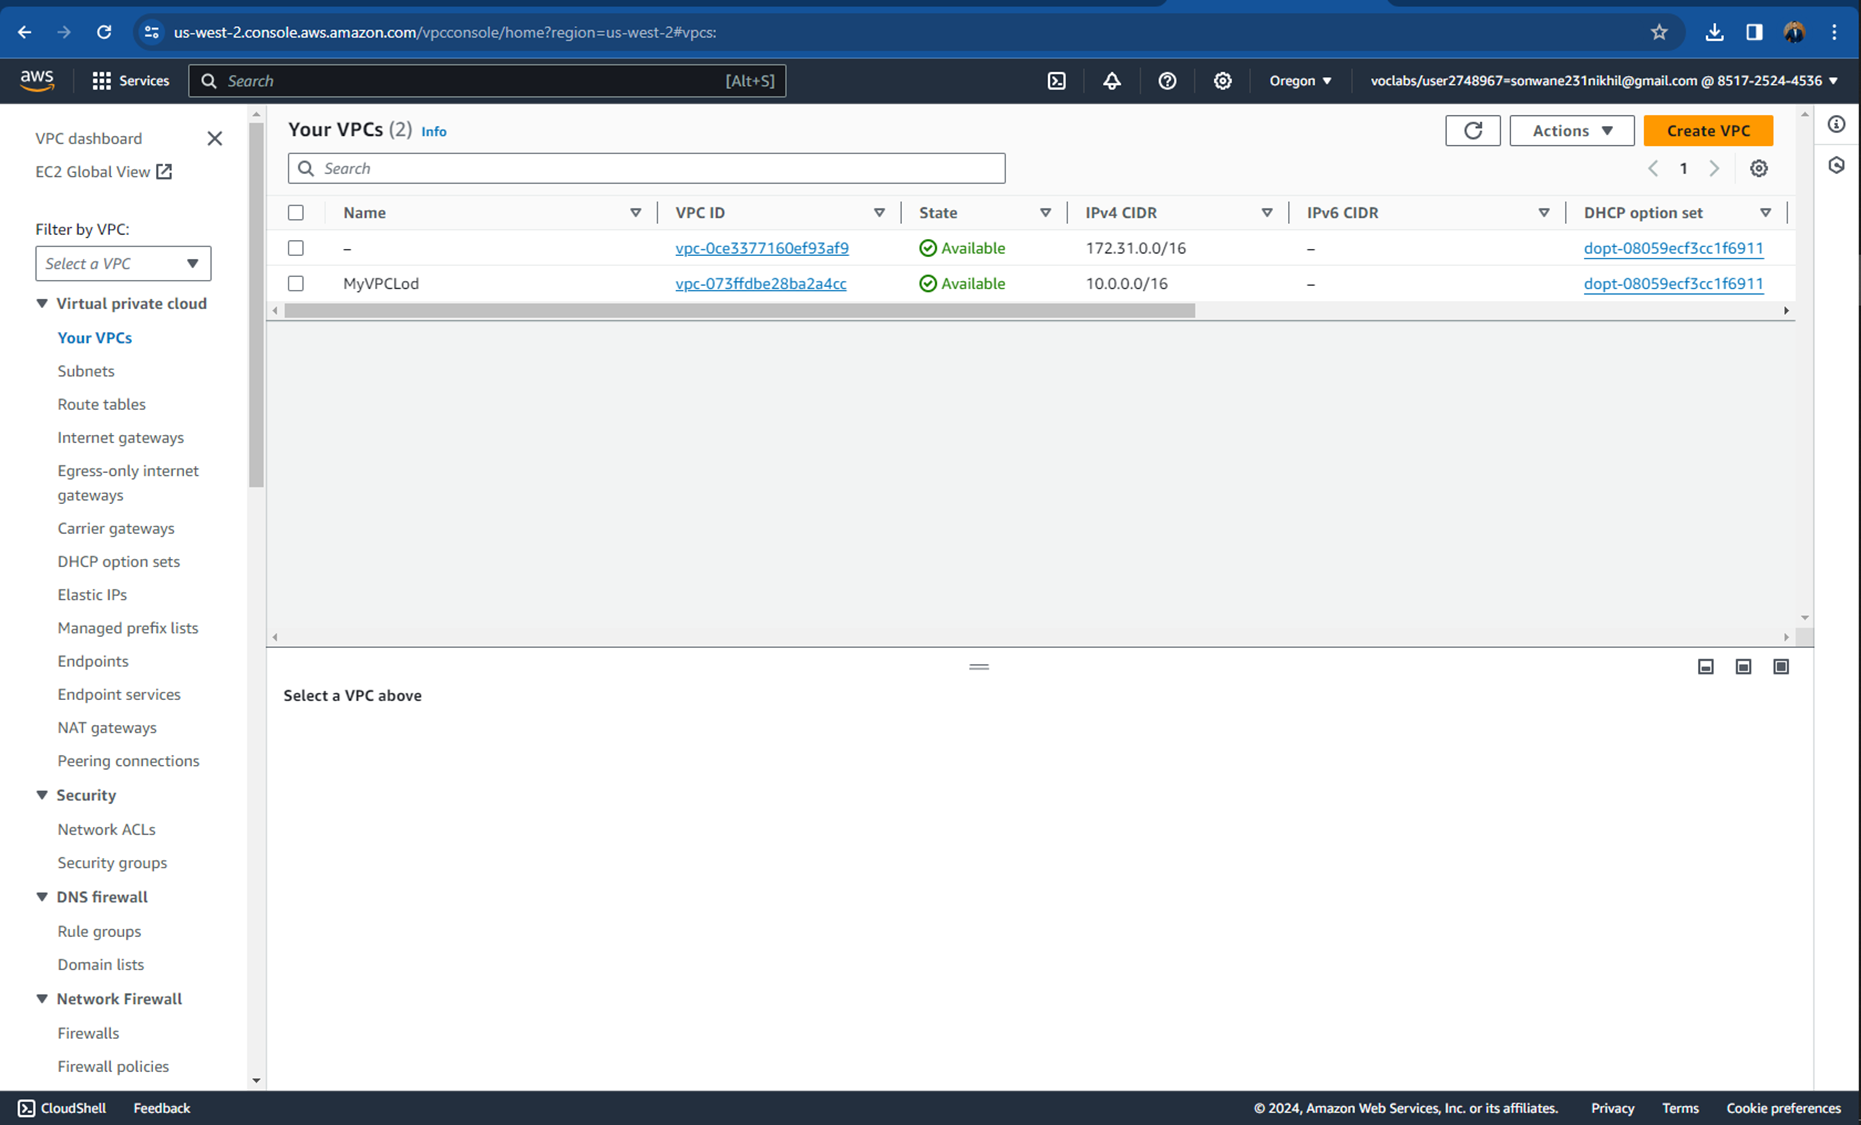 us-west-2.console.aws.amazon.com/vpcconsole/home?region=us-west-2#vpcs:
aws
Services
Search
[Alt+S]
Oregon
voclabs/user2748967=sonwane231nikhil@gmail.com @ 8517-2524-4536
VPC dashboard
EC2 Global View
Filter by VPC:
Select a VPC
Virtual private cloud
Your VPCs
Subnets
Route tables
Internet gateways
Egress-only internet
gateways
Carrier gateways
DHCP option sets
Elastic IPs
Managed prefix lists
Endpoints
Endpoint services
NAT gateways
Peering connections
Security
Network ACLs
Security groups
DNS firewall
Rule groups
Domain lists
Network Firewall
Firewalls
Firewall policies
Your VPCs (2) Info
Actions
Create VPC
Search
1
Name VPC ID State IPv4 CIDR IPv6 CIDR DHCP option set
– vpc-0ce3377160ef93af9 Available 172.31.0.0/16 – dopt-08059ecf3cc1f6911
MyVPCLod vpc-073ffdbe28ba2a4cc Available 10.0.0.0/16 – dopt-08059ecf3cc1f6911
Select a VPC above
CloudShell Feedback
© 2024, Amazon Web Services, Inc. or its affiliates. Privacy Terms Cookie preferences